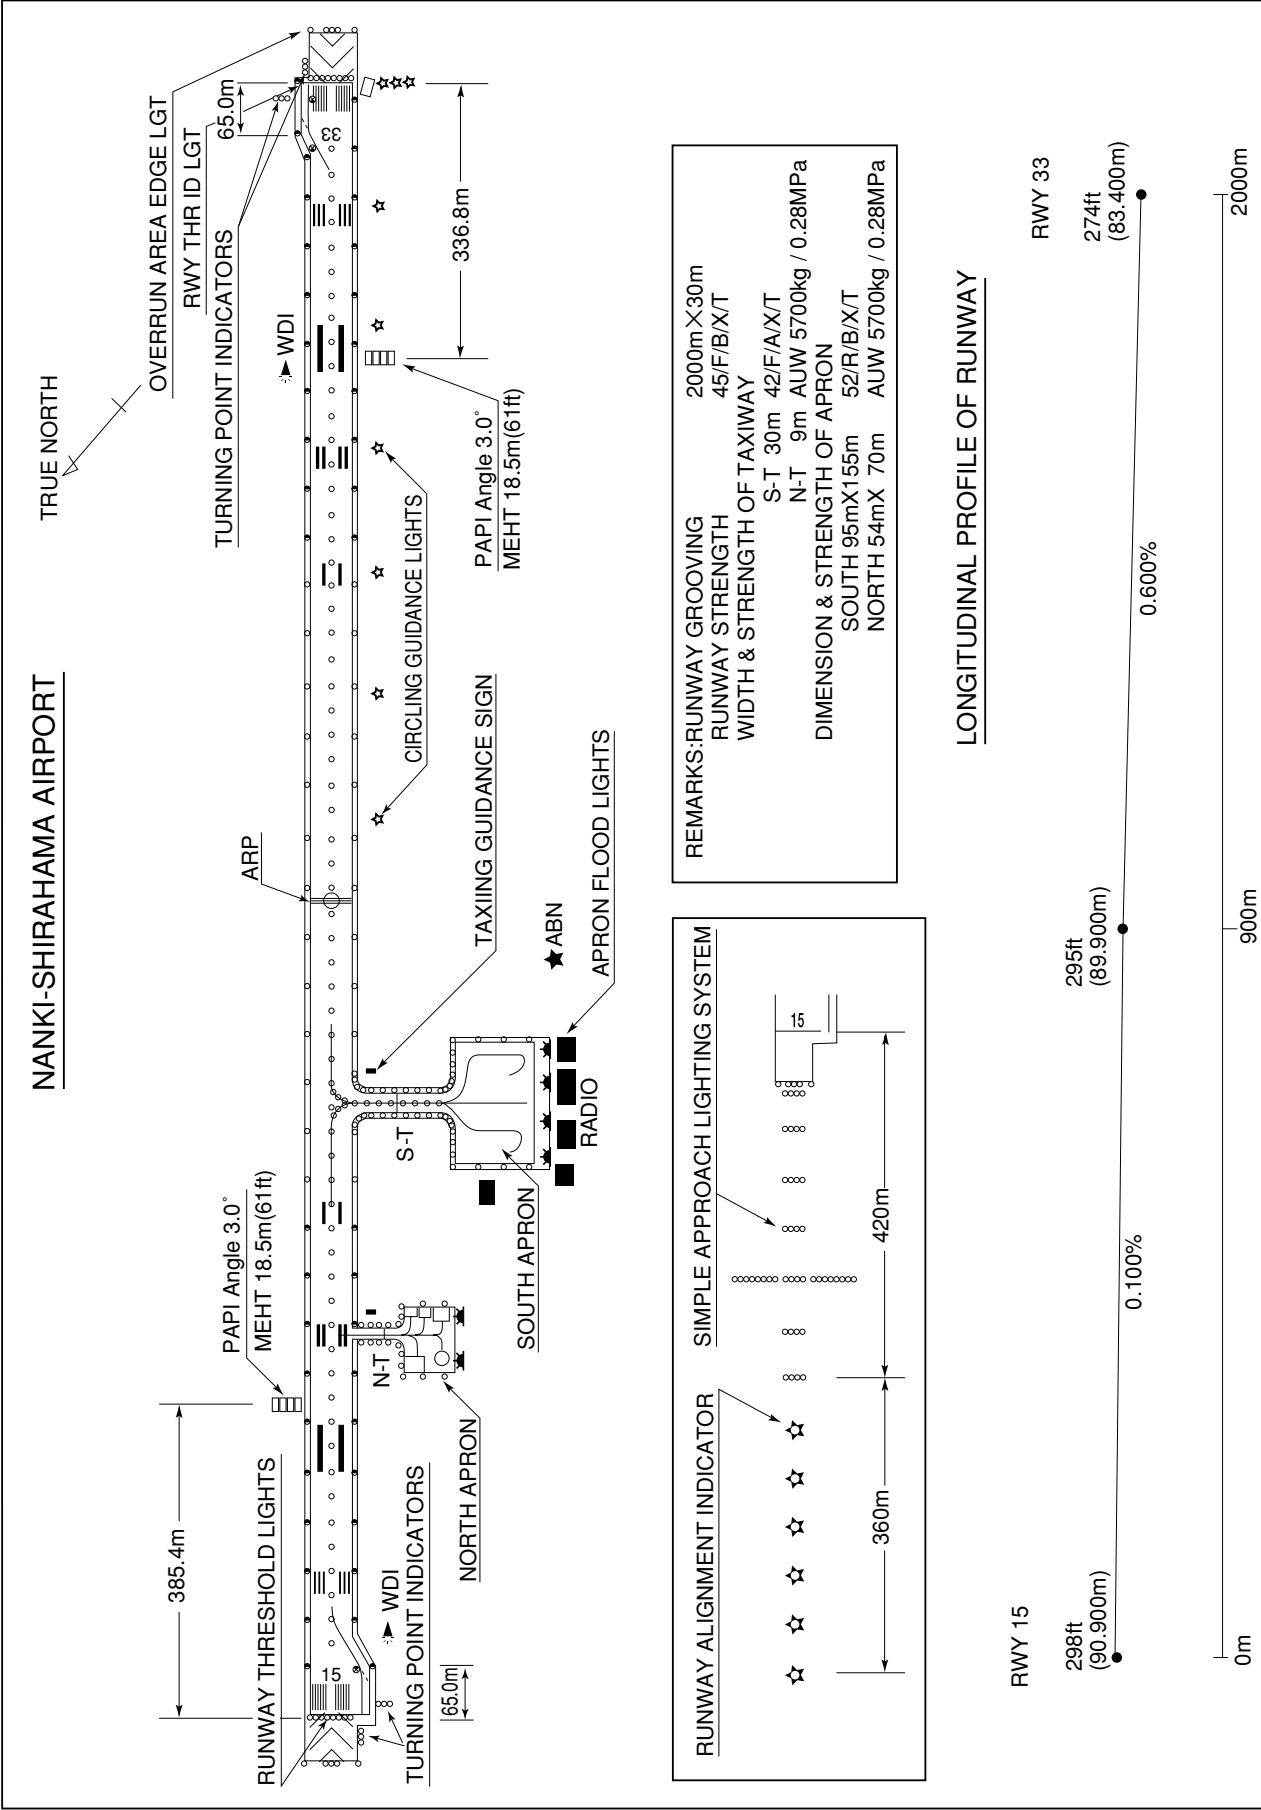 NANKI-SHIRAHAMA AIRPORT
TRUE NORTH
OVERRUN AREA EDGE LGT
RWY THR ID LGT
TURNING POINT INDICATORS
65.0m
WDI
ARP
PAPI Angle 3.0°
MEHT 18.5m(61ft)
385.4m
RUNWAY THRESHOLD LIGHTS
15
33
336.8m
PAPI Angle 3.0°
MEHT 18.5m(61ft)
CIRCLING GUIDANCE LIGHTS
TAXIING GUIDANCE SIGN
ABN
APRON FLOOD LIGHTS
RADIO
S-T
SOUTH APRON
N-T
NORTH APRON
WDI
TURNING POINT INDICATORS
65.0m
RUNWAY ALIGNMENT INDICATOR
SIMPLE APPROACH LIGHTING SYSTEM
15
360m
420m
REMARKS:RUNWAY GROOVING 2000m×30m
RUNWAY STRENGTH 45/F/B/X/T
WIDTH & STRENGTH OF TAXIWAY
S-T 30m 42/F/A/X/T
N-T 9m AUW 5700kg / 0.28MPa
DIMENSION & STRENGTH OF APRON
SOUTH 95mX155m 52/R/B/X/T
NORTH 54mX 70m AUW 5700kg / 0.28MPa
LONGITUDINAL PROFILE OF RUNWAY
RWY 15
298ft
(90.900m)
0.100%
295ft
(89.900m)
0.600%
RWY 33
274ft
(83.400m)
0m
900m
2000m